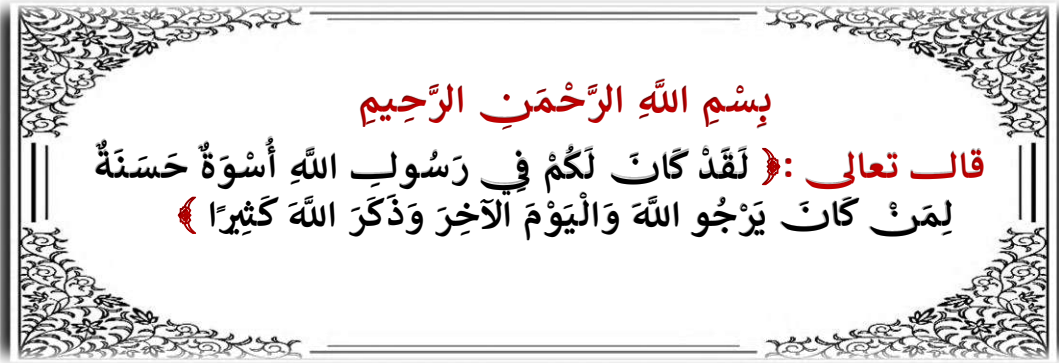 بِسْمِ اللَّهِ الرَّحْمَنِ الرَّحِيمِ
قال تعالى :﴿ لَقَدْ كَانَ لَكُمْ فِي رَسُولِ اللَّهِ أُسْوَةٌ حَسَنَةٌ
لِمَنْ كَانَ يَرْجُو اللَّهَ وَالْيَوْمَ الْآخِرَ وَذَكَرَ اللَّهَ كَثِيرًا ﴾